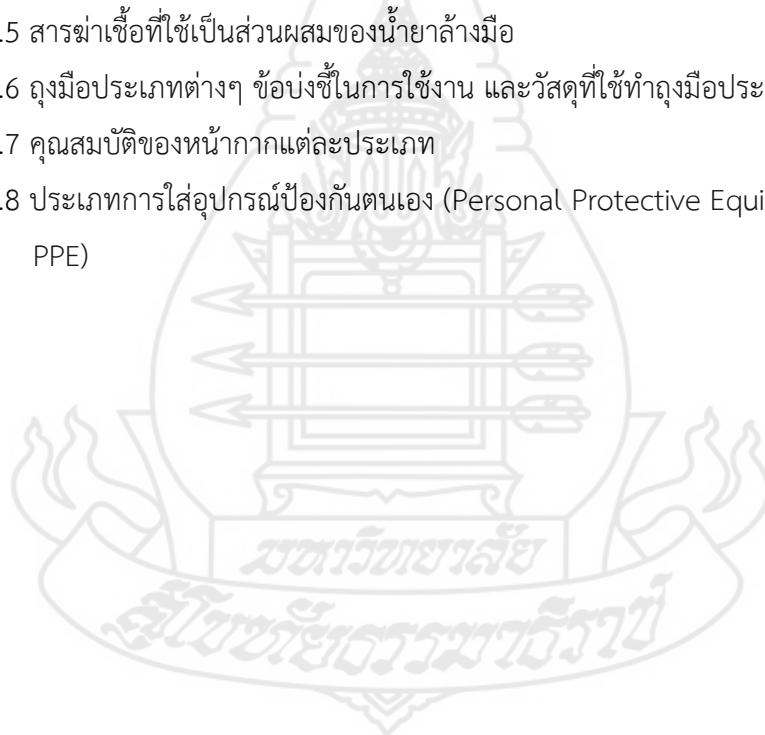 .5 สารฆ่าเชื้อที่ใช้เป็นส่วนผสมของน้ำยาล้างมือ
.6 ถุงมือประเภทต่างๆ ข้อบ่งชี้ในการใช้งาน และวัสดุที่ใช้ทำถุงมือประ
.7 คุณสมบัติของหน้ากากแต่ละประเภท
.8 ประเภทการใส่อุปกรณ์ป้องกันตนเอง (Personal Protective Equi
PPE)
มหาวิทยาลัย
สุโขทัยธรรมาธิราช